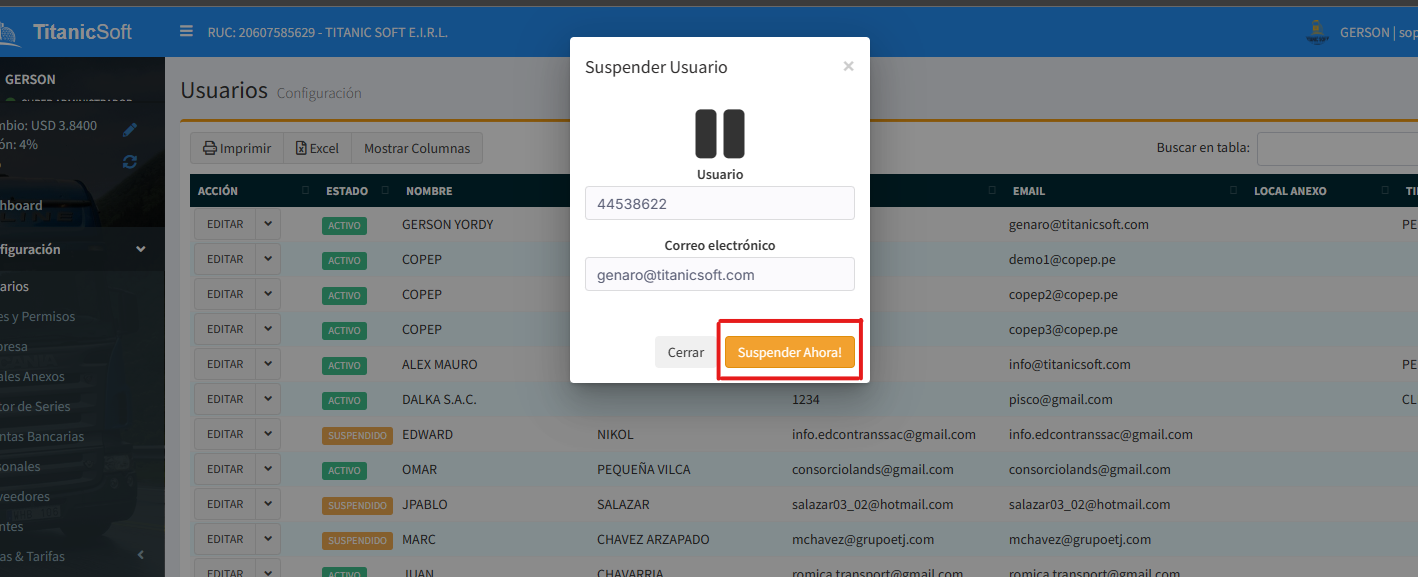 TitanicSoft
RUC: 20607585629 - TITANIC SOFT E.I.R.L.
GERSON | sop
GERSON
SUPER ADMINISTRADOR
mbio: USD 3.8400
ón: 4%
hboard
figuración
arios
es y Permisos
presa
ales Anexos
tor de Series
ntas Bancarias
sonales
veedores
ntes
as & Tarifas
Usuarios Configuración
Imprimir Excel Mostrar Columnas
Buscar en tabla:
ACCIÓN ESTADO NOMBRE EMAIL LOCAL ANEXO TI
EDITAR ACTIVO GERSON YORDY genaro@titanicsoft.com PE
EDITAR ACTIVO COPEP demo1@copep.pe
EDITAR ACTIVO COPEP copep2@copep.pe
EDITAR ACTIVO COPEP copep3@copep.pe
EDITAR ACTIVO ALEX MAURO info@titanicsoft.com PE
EDITAR ACTIVO DALKA S.A.C. 1234 pisco@gmail.com CL
EDITAR SUSPENDIDO EDWARD NIKOL info.edcontranssac@gmail.com info.edcontranssac@gmail.com
EDITAR ACTIVO OMAR PEQUEÑA VILCA consorciolands@gmail.com consorciolands@gmail.com
EDITAR SUSPENDIDO JPABLO SALAZAR salazar03_02@hotmail.com salazar03_02@hotmail.com
EDITAR SUSPENDIDO MARC CHAVEZ ARZAPADO mchavez@grupoetj.com mchavez@grupoetj.com
EDITAR ACTIVO JUAN CHAVARRIA romica.transport@gmail.com romica.transport@gmail.com
Suspender Usuario ×
Usuario
44538622
Correo electrónico
genaro@titanicsoft.com
Cerrar Suspender Ahora!